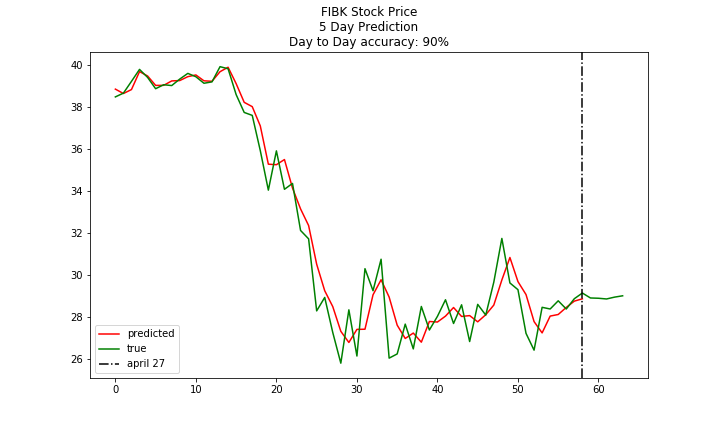 FIBK Stock Price
5 Day Prediction
Day to Day accuracy: 90%
40
38
36
34
32
30
28
26
predicted
true
april 27
0
10
20
30
40
50
60